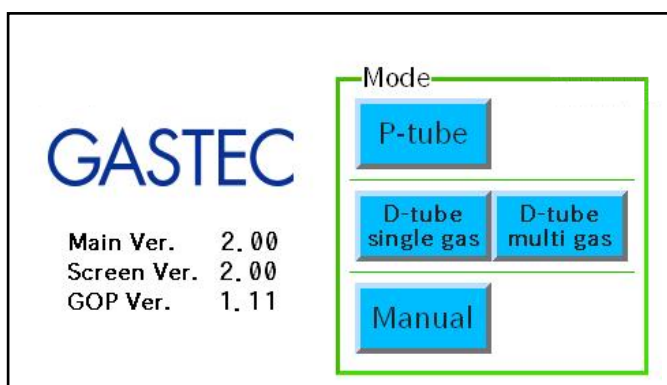 GASTEC
Main Ver. 2.00
Screen Ver. 2.00
GOP Ver. 1.11
Mode
P-tube
D-tube
single gas
D-tube
multi gas
Manual